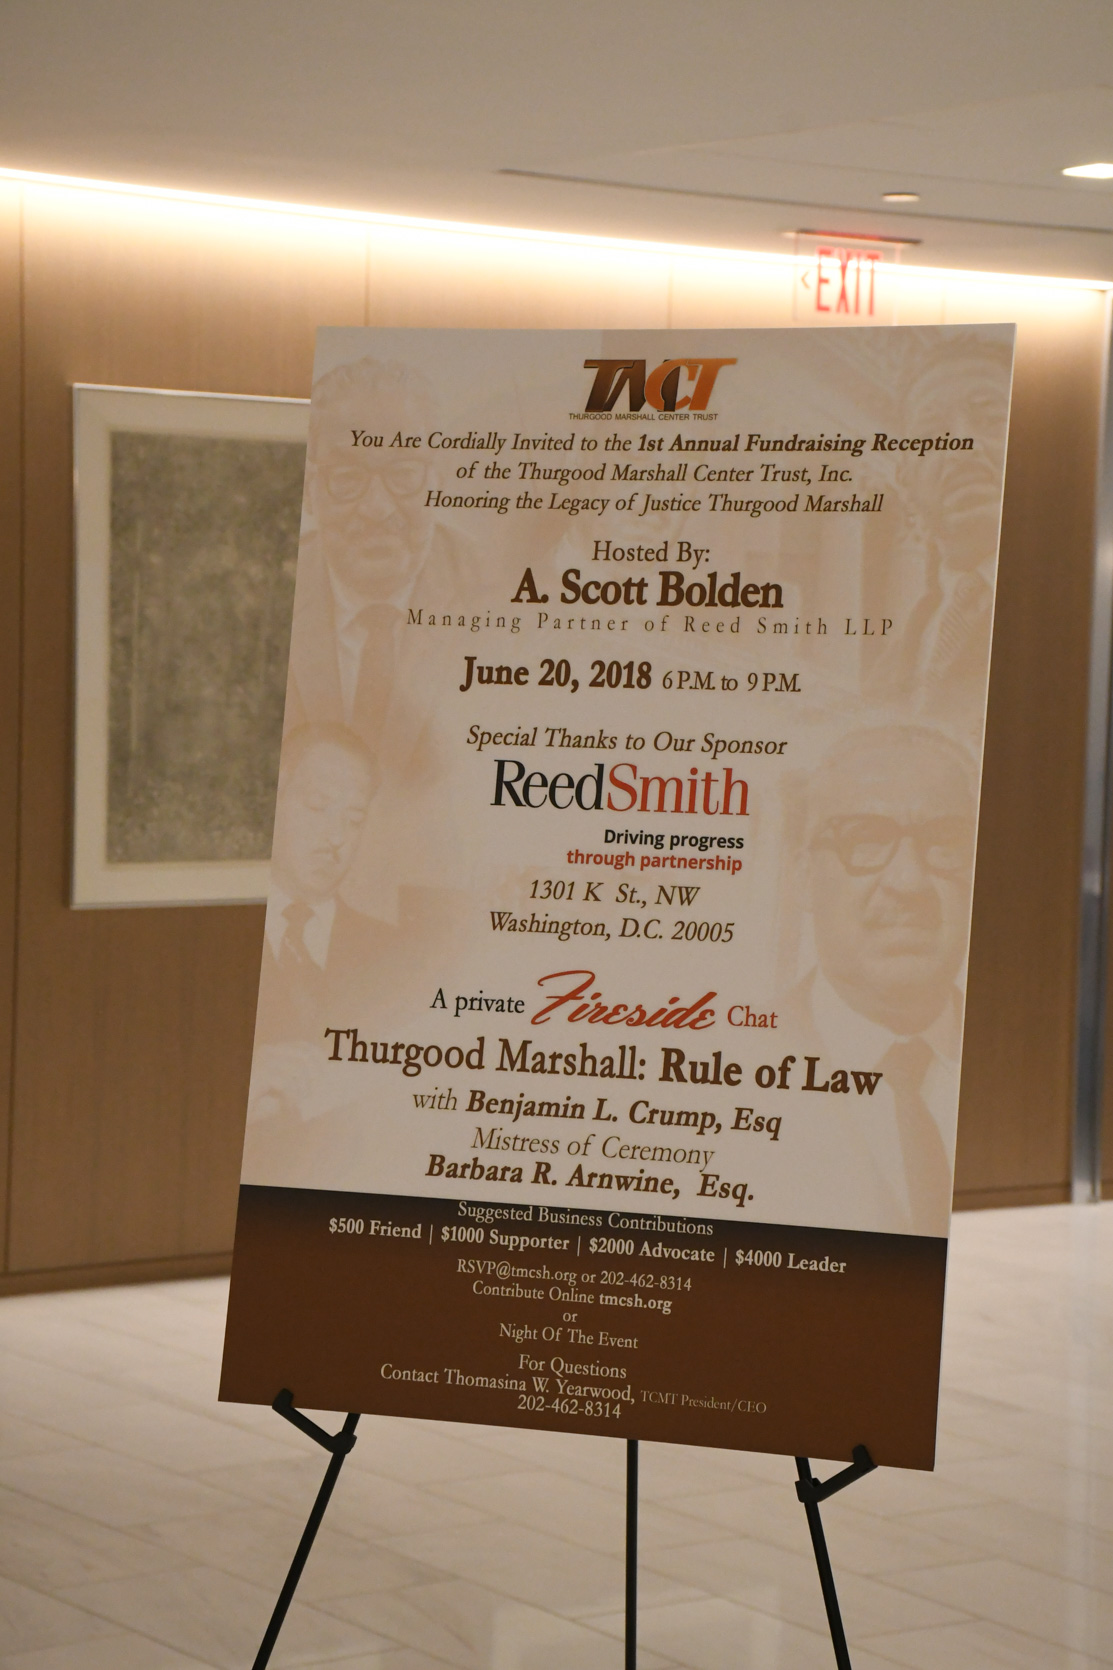 EXIT
TMCT
THURGOOD MARSHALL CENTER TRUST
You Are Cordially Invited to the 1st Annual Fundraising Reception
of the Thurgood Marshall Center Trust, Inc.
Honoring the Legacy of Justice Thurgood Marshall
Hosted By:
A. Scott Bolden
Managing Partner of Reed Smith LLP
June 20, 2018 6 P.M. to 9 P.M.
Special Thanks to Our Sponsor
ReedSmith
Driving progress
through partnership
1301 K St., NW
Washington, D.C. 20005
A private Fireside Chat
Thurgood Marshall: Rule of Law
with Benjamin L. Crump, Esq
Mistress of Ceremony
Barbara R. Arnwine, Esq.
Suggested Business Contributions
$500 Friend | $1000 Supporter | $2000 Advocate | $4000 Leader
RSVP@tmcsh.org or 202-462-8314
Contribute Online tmcsh.org
or
Night Of The Event
For Questions
Contact Thomasina W. Yearwood, TCMT President/CEO
202-462-8314